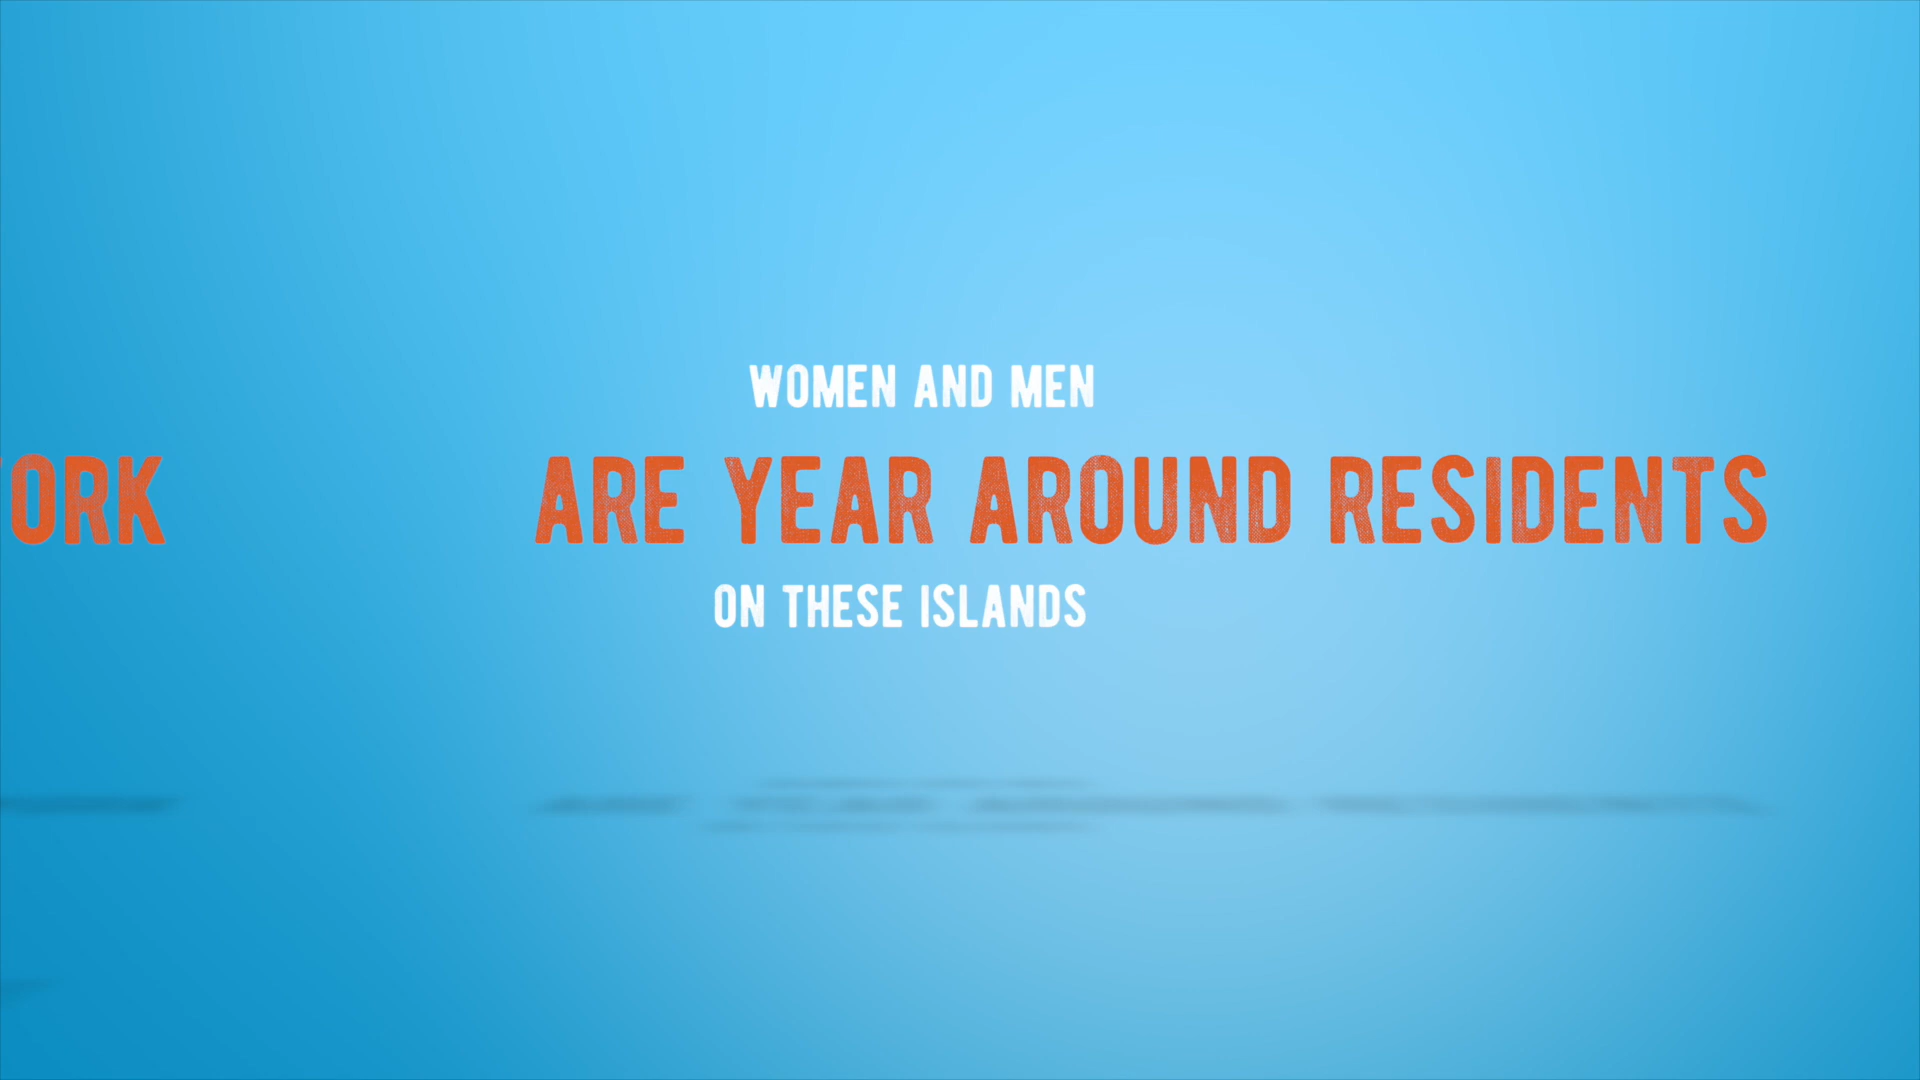 WOMEN AND MEN
ORK
ARE YEAR AROUND RESIDENTS
ON THESE ISLANDS